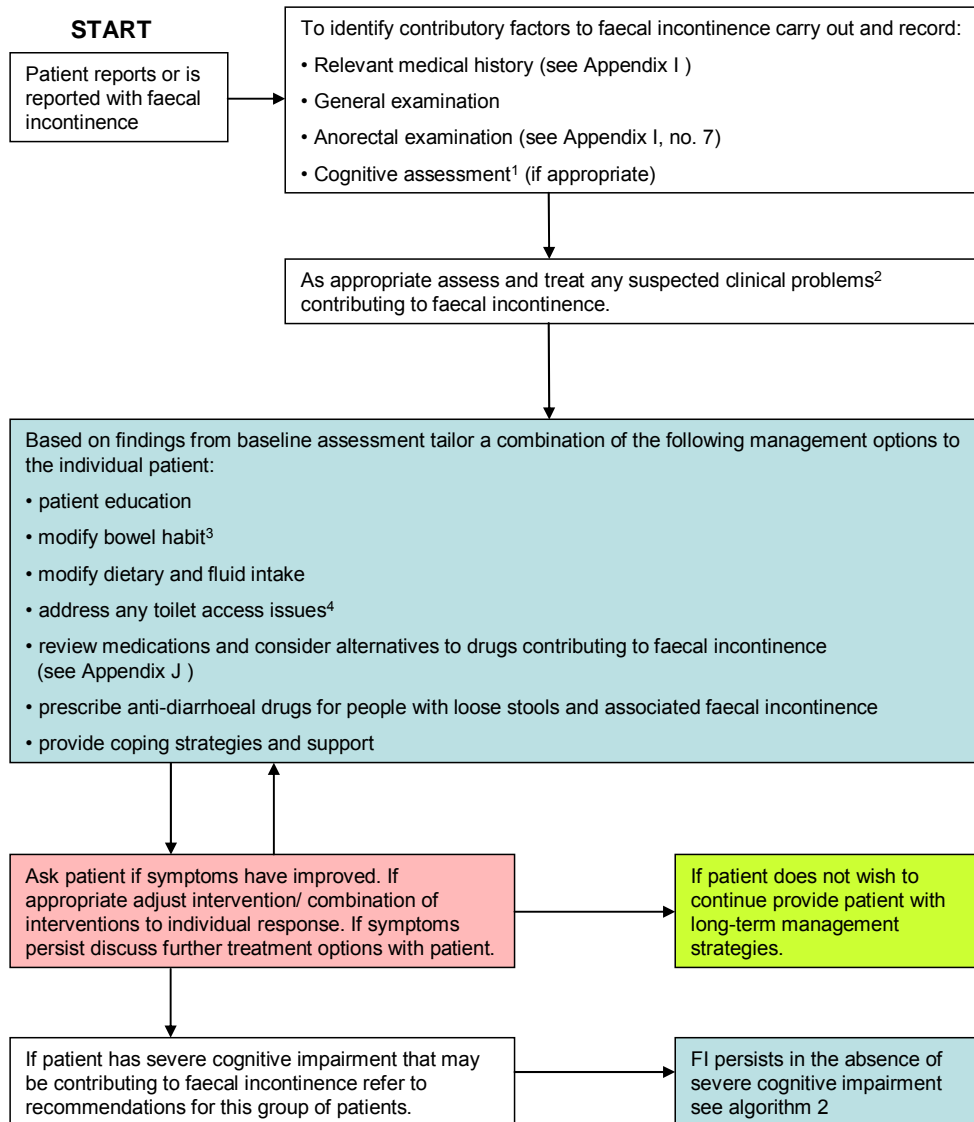 START
Patient reports or is
reported with faecal
incontinence
To identify contributory factors to faecal incontinence carry out and record:
• Relevant medical history (see Appendix I )
• General examination
• Anorectal examination (see Appendix I, no. 7)
• Cognitive assessment¹ (if appropriate)
As appropriate assess and treat any suspected clinical problems²
contributing to faecal incontinence.
Based on findings from baseline assessment tailor a combination of the following management options to
the individual patient:
• patient education
• modify bowel habit³
• modify dietary and fluid intake
• address any toilet access issues⁴
• review medications and consider alternatives to drugs contributing to faecal incontinence
(see Appendix J )
• prescribe anti-diarrhoeal drugs for people with loose stools and associated faecal incontinence
• provide coping strategies and support
Ask patient if symptoms have improved. If
appropriate adjust intervention/ combination of
interventions to individual response. If symptoms
persist discuss further treatment options with patient.
If patient does not wish to
continue provide patient with
long-term management
strategies.
If patient has severe cognitive impairment that may
be contributing to faecal incontinence refer to
recommendations for this group of patients.
FI persists in the absence of
severe cognitive impairment
see algorithm 2